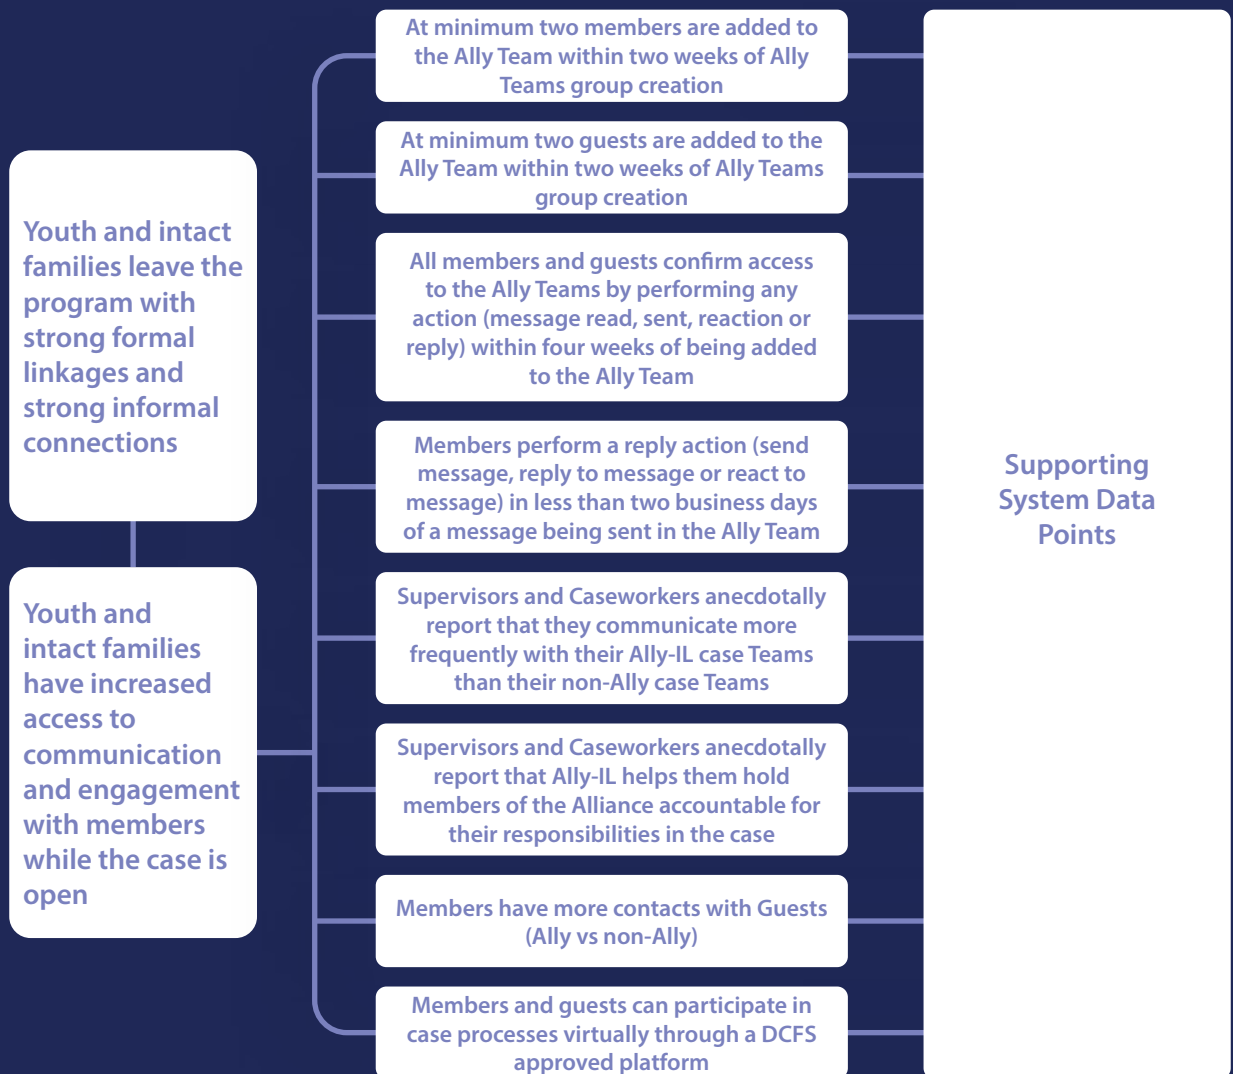 Youth and intact
families leave the
program with
strong formal
linkages and
strong informal
connections
Youth and
intact families
have increased
access to
communication
and engagement
with members
while the case is
open
At minimum two members are added to
the Ally Team within two weeks of Ally
Teams group creation
At minimum two guests are added to the
Ally Team within two weeks of Ally Teams
group creation
All members and guests confirm access
to the Ally Teams by performing any
action (message read, sent, reaction or
reply) within four weeks of being added
to the Ally Team
Members perform a reply action (send
message, reply to message or react to
message) in less than two business days
of a message being sent in the Ally Team
Supervisors and Caseworkers anecdotally
report that they communicate more
frequently with their Ally-IL case Teams
than their non-Ally case Teams
Supervisors and Caseworkers anecdotally
report that Ally-IL helps them hold
members of the Alliance accountable for
their responsibilities in the case
Members have more contacts with Guests
(Ally vs non-Ally)
Members and guests can participate in
case processes virtually through a DCFS
approved platform
Supporting
System Data
Points